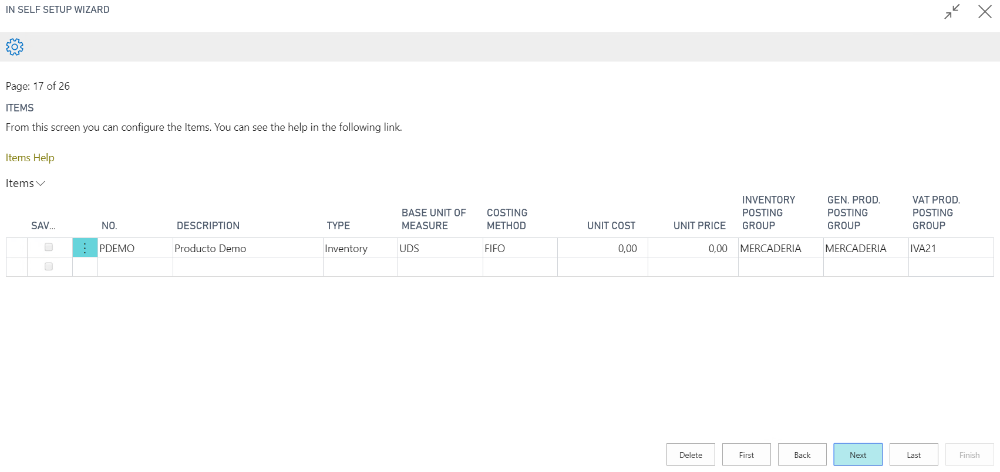 IN SELF SETUP WIZARD
Page: 17 of 26
ITEMS
From this screen you can configure the Items. You can see the help in the following link.
Items Help
Items
SAV... NO. DESCRIPTION TYPE BASE UNIT OF MEASURE COSTING METHOD UNIT COST UNIT PRICE INVENTORY POSTING GROUP GEN. PROD. POSTING GROUP VAT PROD. POSTING GROUP
PDEMO Producto Demo Inventory UDS FIFO 0,00 0,00 MERCADERIA MERCADERIA IVA21
Delete First Back Next Last Finish